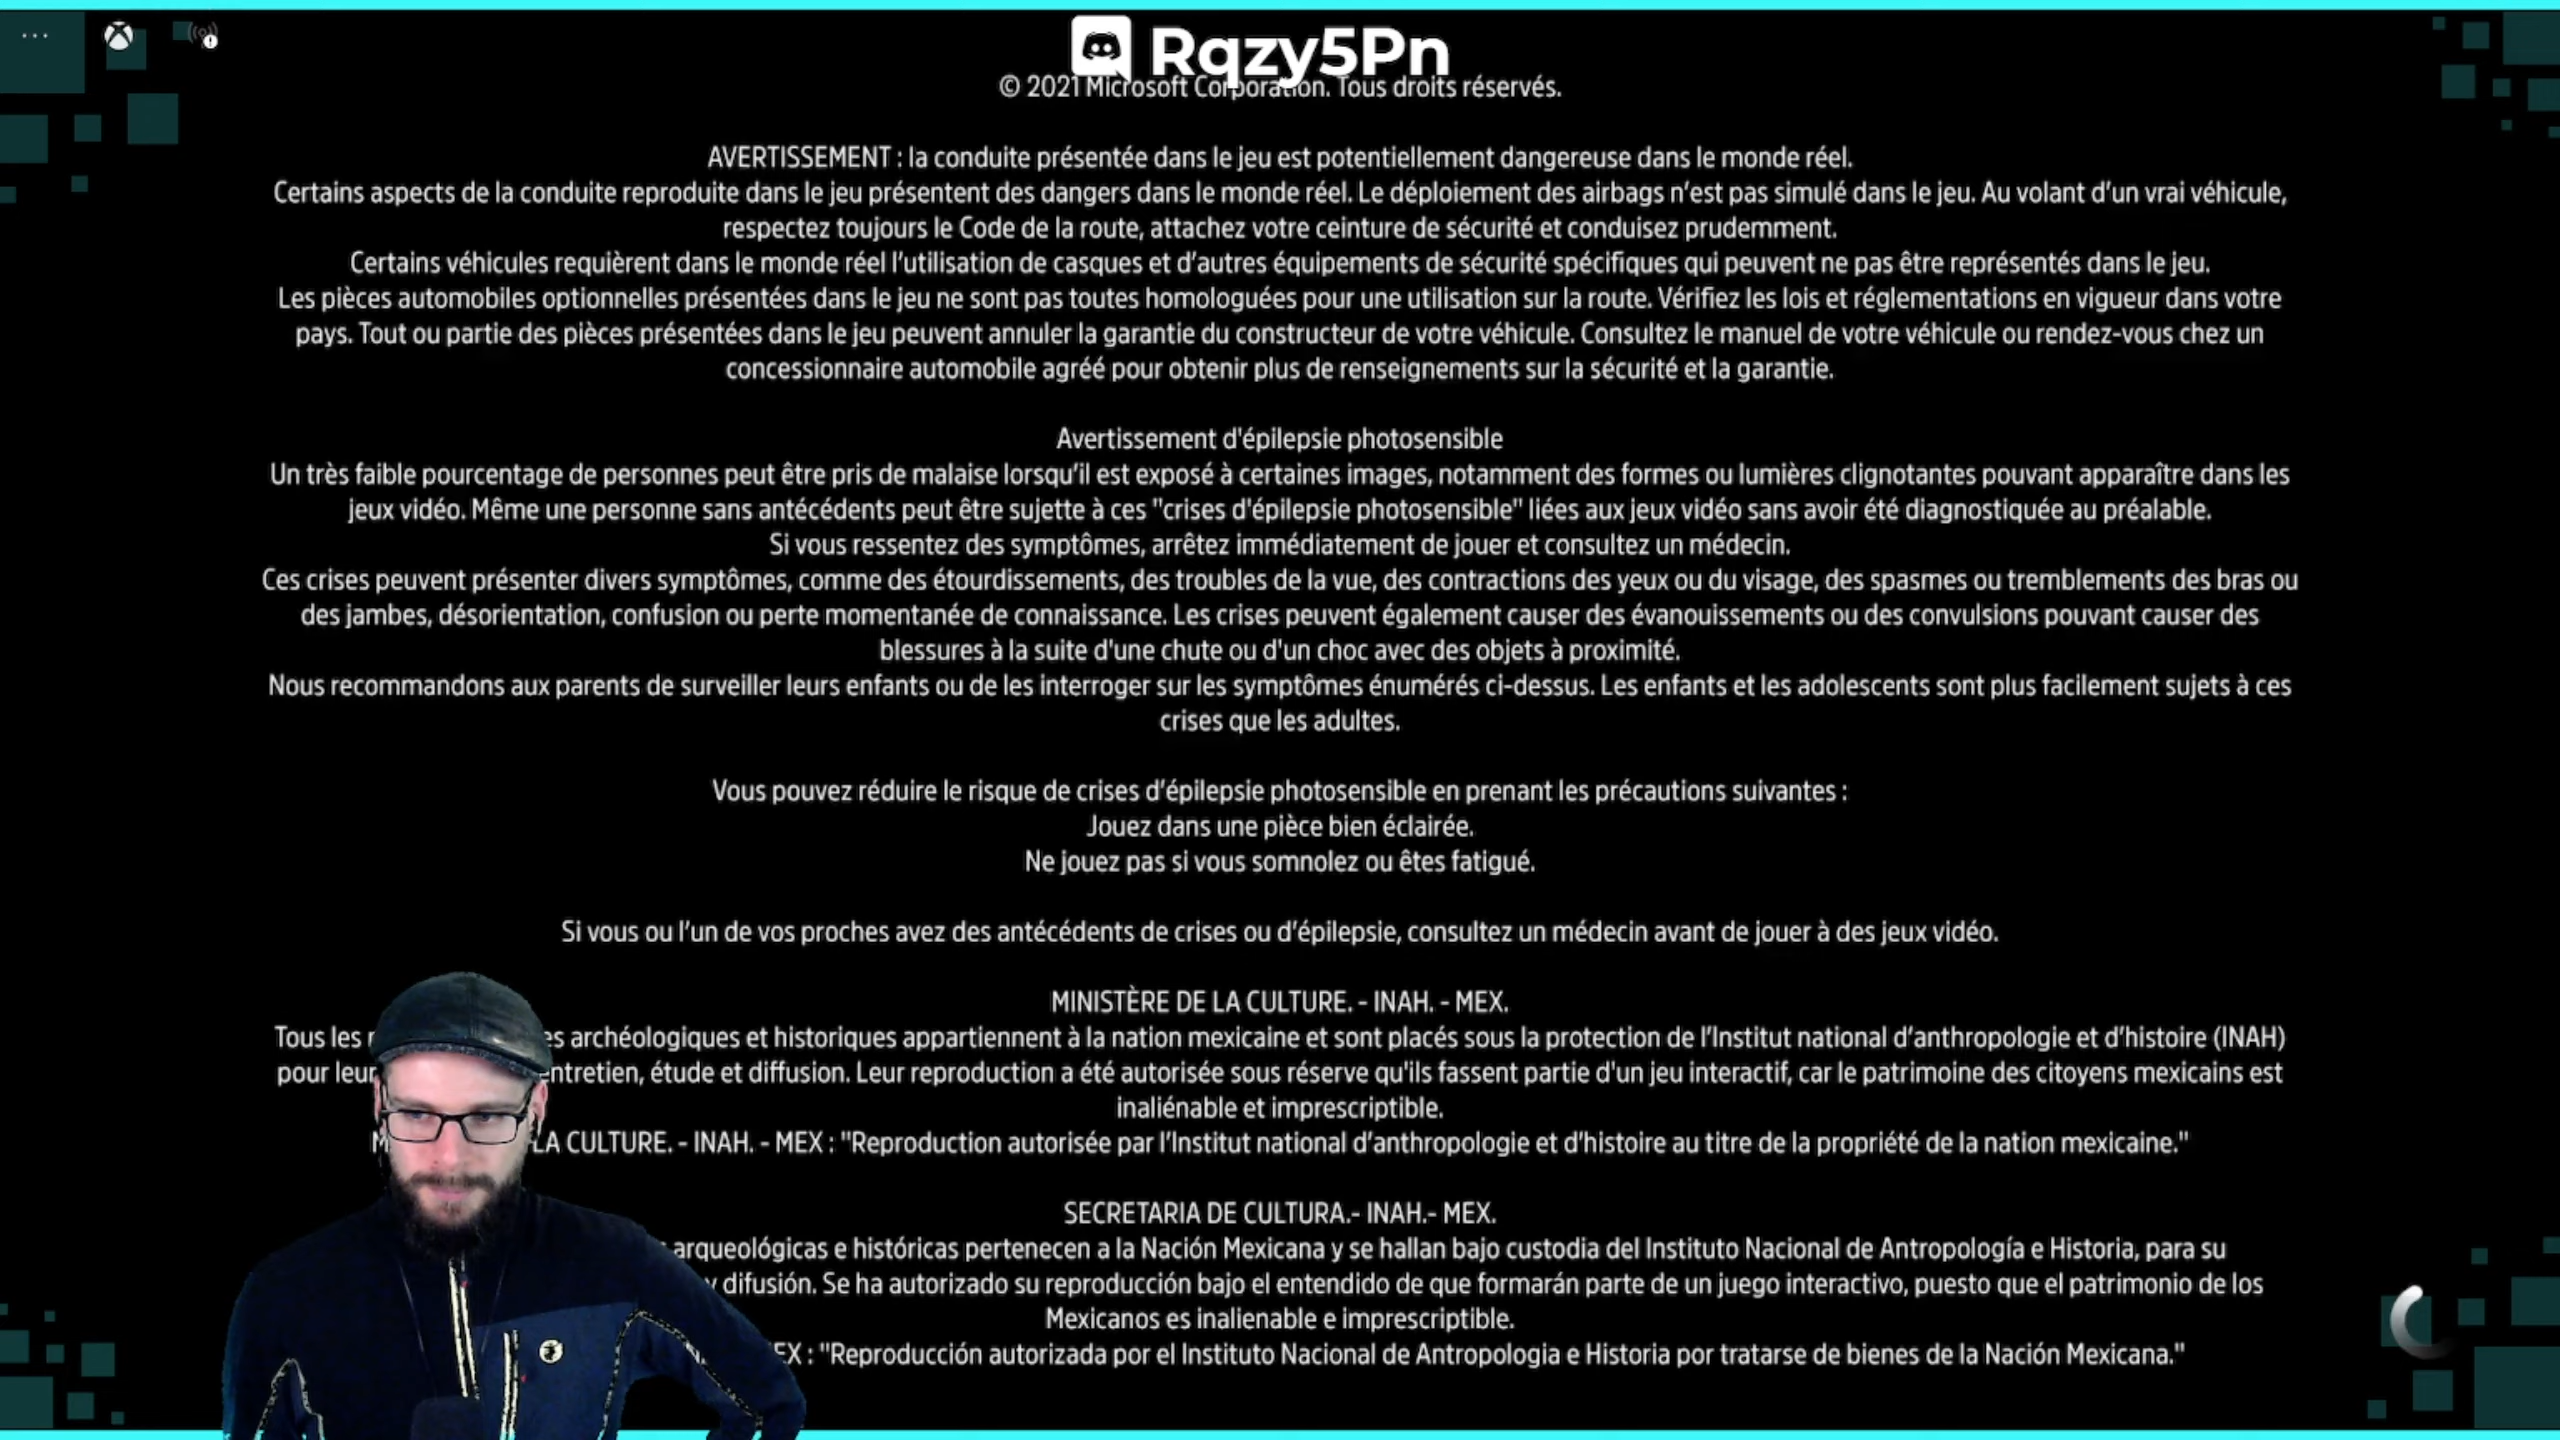 Rqzy5Pn
© 2021 Microsoft Corporation. Tous droits réservés.
AVERTISSEMENT : la conduite présentée dans le jeu est potentiellement dangereuse dans le monde réel.
Certains aspects de la conduite reproduite dans le jeu présentent des dangers dans le monde réel. Le déploiement des airbags n’est pas simulé dans le jeu. Au volant d’un vrai véhicule,
respectez toujours le Code de la route, attachez votre ceinture de sécurité et conduisez prudemment.
Certains véhicules requièrent dans le monde réel l’utilisation de casques et d’autres équipements de sécurité spécifiques qui peuvent ne pas être représentés dans le jeu.
Les pièces automobiles optionnelles présentées dans le jeu ne sont pas toutes homologuées pour une utilisation sur la route. Vérifiez les lois et réglementations en vigueur dans votre
pays. Tout ou partie des pièces présentées dans le jeu peuvent annuler la garantie du constructeur de votre véhicule. Consultez le manuel de votre véhicule ou rendez-vous chez un
concessionnaire automobile agréé pour obtenir plus de renseignements sur la sécurité et la garantie.
Avertissement d'épilepsie photosensible
Un très faible pourcentage de personnes peut être pris de malaise lorsqu’il est exposé à certaines images, notamment des formes ou lumières clignotantes pouvant apparaître dans les
jeux vidéo. Même une personne sans antécédents peut être sujette à ces "crises d'épilepsie photosensible" liées aux jeux vidéo sans avoir été diagnostiquée au préalable.
Si vous ressentez des symptômes, arrêtez immédiatement de jouer et consultez un médecin.
Ces crises peuvent présenter divers symptômes, comme des étourdissements, des troubles de la vue, des contractions des yeux ou du visage, des spasmes ou tremblements des bras ou
des jambes, désorientation, confusion ou perte momentanée de connaissance. Les crises peuvent également causer des évanouissements ou des convulsions pouvant causer des
blessures à la suite d'une chute ou d'un choc avec des objets à proximité.
Nous recommandons aux parents de surveiller leurs enfants ou de les interroger sur les symptômes énumérés ci-dessus. Les enfants et les adolescents sont plus facilement sujets à ces
crises que les adultes.
Vous pouvez réduire le risque de crises d’épilepsie photosensible en prenant les précautions suivantes :
Jouez dans une pièce bien éclairée.
Ne jouez pas si vous somnolez ou êtes fatigué.
Si vous ou l’un de vos proches avez des antécédents de crises ou d’épilepsie, consultez un médecin avant de jouer à des jeux vidéo.
MINISTÈRE DE LA CULTURE. - INAH. - MEX.
Tous les archéologiques et historiques appartiennent à la nation mexicaine et sont placés sous la protection de l’Institut national d’anthropologie et d’histoire (INAH)
pour leur entretien, étude et diffusion. Leur reproduction a été autorisée sous réserve qu'ils fassent partie d'un jeu interactif, car le patrimoine des citoyens mexicains est
inaliénable et imprescriptible.
LA CULTURE. - INAH. - MEX : "Reproduction autorisée par l’Institut national d’anthropologie et d’histoire au titre de la propriété de la nation mexicaine."
SECRETARIA DE CULTURA.- INAH.- MEX.
arqueológicas e históricas pertenecen a la Nación Mexicana y se hallan bajo custodia del Instituto Nacional de Antropología e Historia, para su
y difusión. Se ha autorizado su reproducción bajo el entendido de que formarán parte de un juego interactivo, puesto que el patrimonio de los
Mexicanos es inalienable e imprescriptible.
: "Reproducción autorizada por el Instituto Nacional de Antropologia e Historia por tratarse de bienes de la Nación Mexicana."